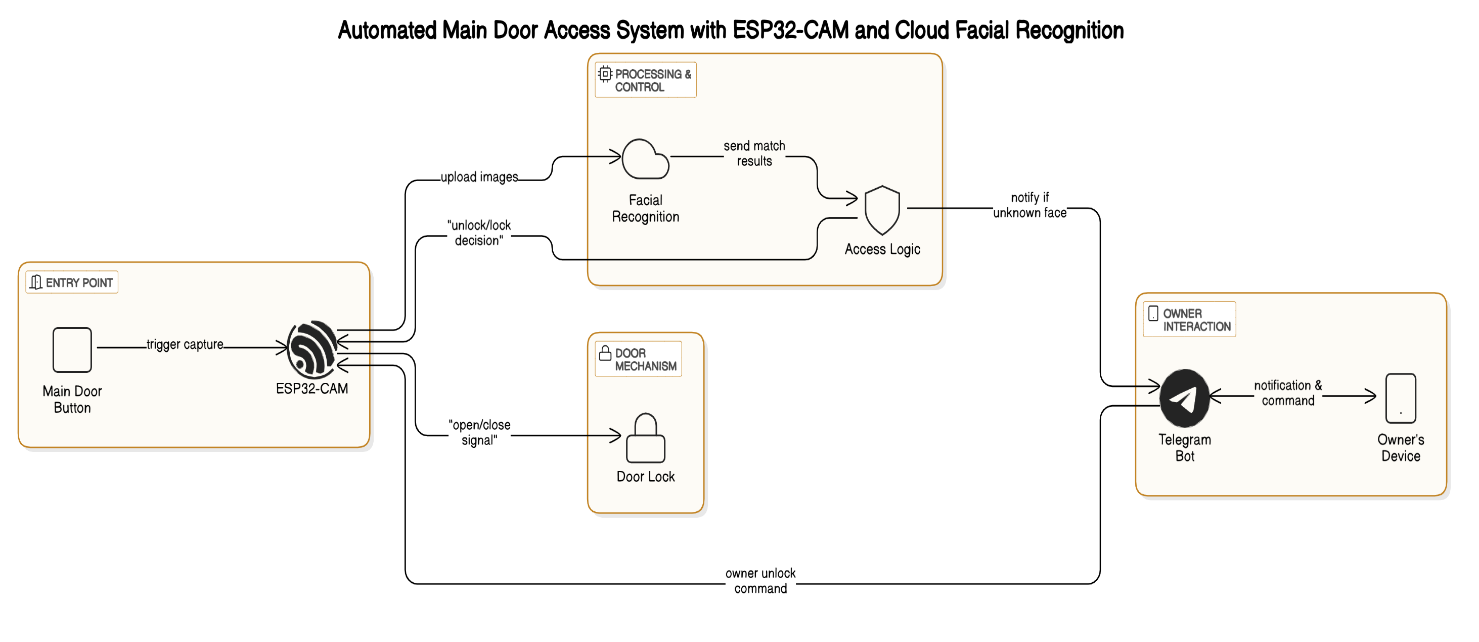 Automated Main Door Access System with ESP32-CAM and Cloud Facial Recognition
PROCESSING &
CONTROL
send match
results
upload images
Facial
Recognition
"unlock/lock
decision"
Access Logic
notify if
unknown face
ENTRY POINT
trigger capture
Main Door
Button
ESP32-CAM
DOOR
MECHANISM
"open/close
signal"
Door Lock
OWNER
INTERACTION
notification &
command
Telegram
Bot
Owner's
Device
owner unlock
command